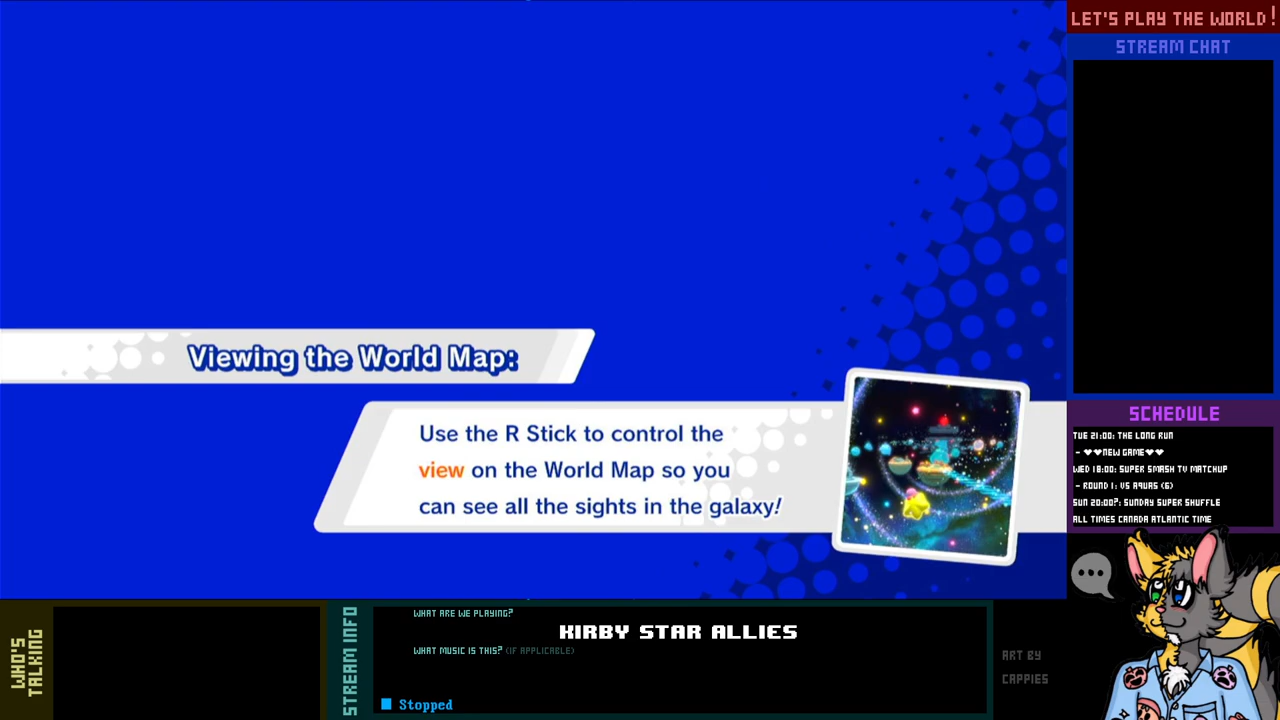 LET'S PLAY THE WORLD!
STREAM CHAT
Viewing the World Map:
Use the R Stick to control the
view on the World Map so you
can see all the sights in the galaxy!
SCHEDULE
TUE 21:00: THE LONG RUN
- ♥♥NEW GAME♥♥
WED 18:00: SUPER SMASH TV MATCHUP
- ROUND 1: VS AQUAS (6)
SUN 20:00?: SUNDAY SUPER SHUFFLE
ALL TIMES CANADA ATLANTIC TIME
WHO'S
TALKING
STREAM INFO
WHAT ARE WE PLAYING?
KIRBY STAR ALLIES
WHAT MUSIC IS THIS? (IF APPLICABLE)
Stopped
ART BY
CAPPIES